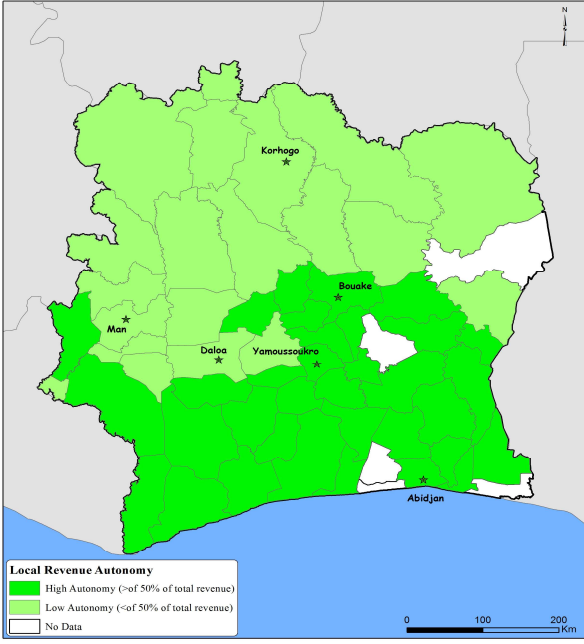 N
Korhogo
Bouake
Man
Daloa
Yamoussoukro
Abidjan
Local Revenue Autonomy
High Autonomy (>of 50% of total revenue)
Low Autonomy (<of 50% of total revenue)
No Data
0 100 200
Km